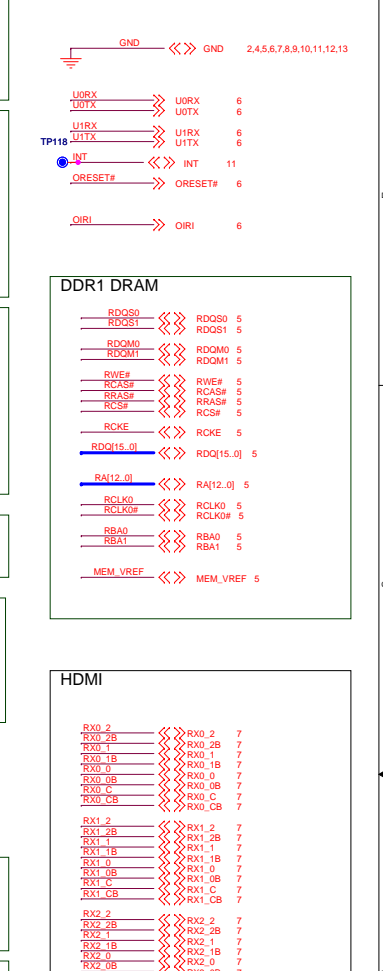 GND GND 2,4,5,6,7,8,9,10,11,12,13
U0RX U0RX 6
U0TX U0TX 6
U1RX U1RX 6
TP118 U1TX U1TX 6
INT INT 11
ORESET# ORESET# 6
OIRI OIRI 6
DDR1 DRAM
RDQS0 RDQS0 5
RDQS1 RDQS1 5
RDQM0 RDQM0 5
RDQM1 RDQM1 5
RWE# RWE# 5
RCAS# RCAS# 5
RRAS# RRAS# 5
RCS# RCS# 5
RCKE RCKE 5
RDQ[15..0] RDQ[15..0] 5
RA[12..0] RA[12..0] 5
RCLK0 RCLK0 5
RCLK0# RCLK0# 5
RBA0 RBA0 5
RBA1 RBA1 5
MEM_VREF MEM_VREF 5
HDMI
RX0_2 RX0_2 7
RX0_2B RX0_2B 7
RX0_1 RX0_1 7
RX0_1B RX0_1B 7
RX0_0 RX0_0 7
RX0_0B RX0_0B 7
RX0_C RX0_C 7
RX0_CB RX0_CB 7
RX1_2 RX1_2 7
RX1_2B RX1_2B 7
RX1_1 RX1_1 7
RX1_1B RX1_1B 7
RX1_0 RX1_0 7
RX1_0B RX1_0B 7
RX1_C RX1_C 7
RX1_CB RX1_CB 7
RX2_2 RX2_2 7
RX2_2B RX2_2B 7
RX2_1 RX2_1 7
RX2_1B RX2_1B 7
RX2_0 RX2_0 7
RX2_0B